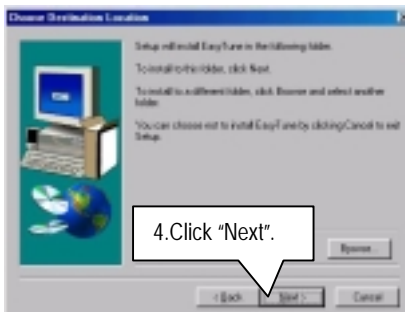 Choose Destination Location
Setup will install EasyTune in the following folder.
To install to this folder, click Next.
To install to a different folder, click Browse and select another
folder.
You can choose not to install EasyTune by clicking Cancel to exit
Setup.
4.Click “Next”.
Browse...
< Back
Next >
Cancel